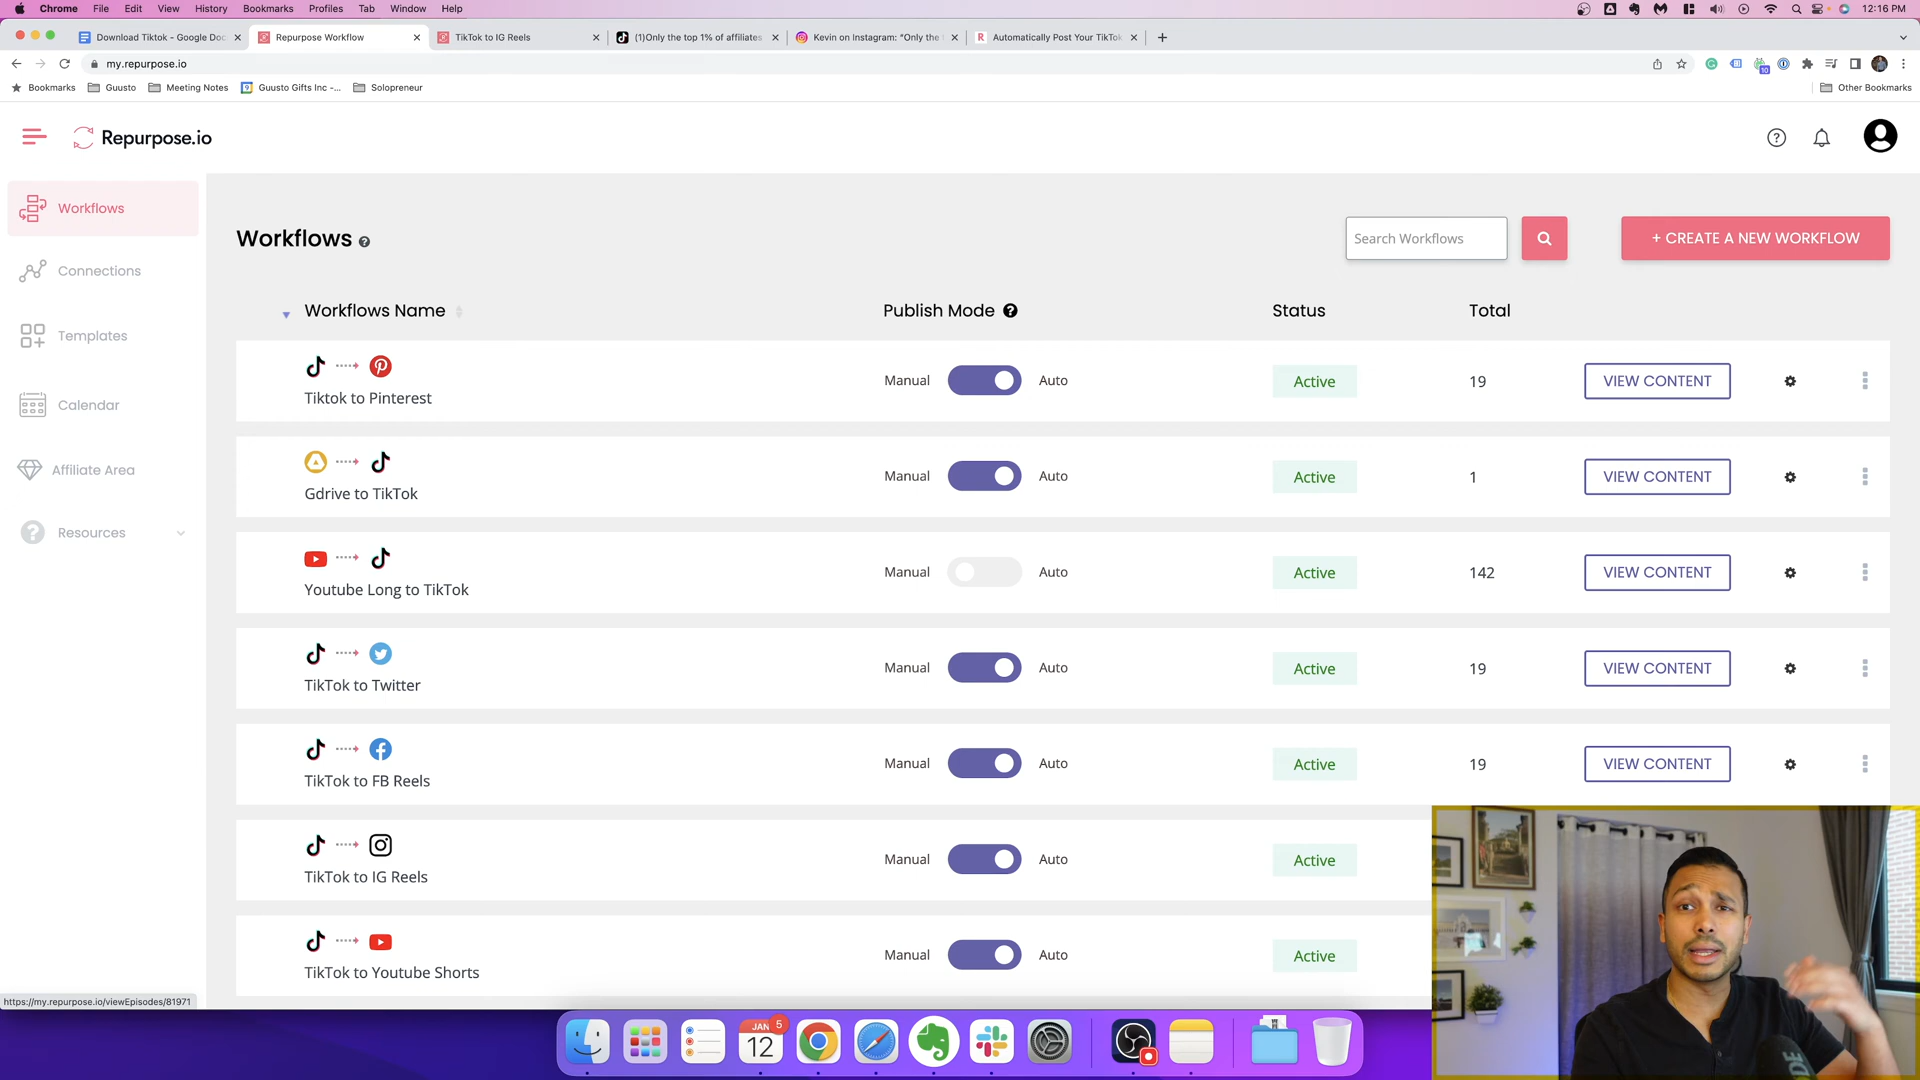 Chrome File Edit View History Bookmarks Profiles Tab Window Help 12:16 PM
Download Tiktok - Google Doc
Repurpose Workflow
TikTok to IG Reels
(1)Only the top 1% of affiliates
Kevin on Instagram: “Only the
Automatically Post Your TikTok
my.repurpose.io
10
Bookmarks Guusto Meeting Notes Guusto Gifts Inc -... Solopreneur Other Bookmarks
Repurpose.io
Workflows
Connections
Templates
Calendar
Affiliate Area
Resources
Workflows
Search Workflows
+ CREATE A NEW WORKFLOW
Workflows Name Publish Mode Status Total
Tiktok to Pinterest Manual Auto Active 19 VIEW CONTENT
Gdrive to TikTok Manual Auto Active 1 VIEW CONTENT
Youtube Long to TikTok Manual Auto Active 142 VIEW CONTENT
TikTok to Twitter Manual Auto Active 19 VIEW CONTENT
TikTok to FB Reels Manual Auto Active 19 VIEW CONTENT
TikTok to IG Reels Manual Auto Active
TikTok to Youtube Shorts Manual Auto Active
https://my.repurpose.io/viewEpisodes/81971
JAN 5
12